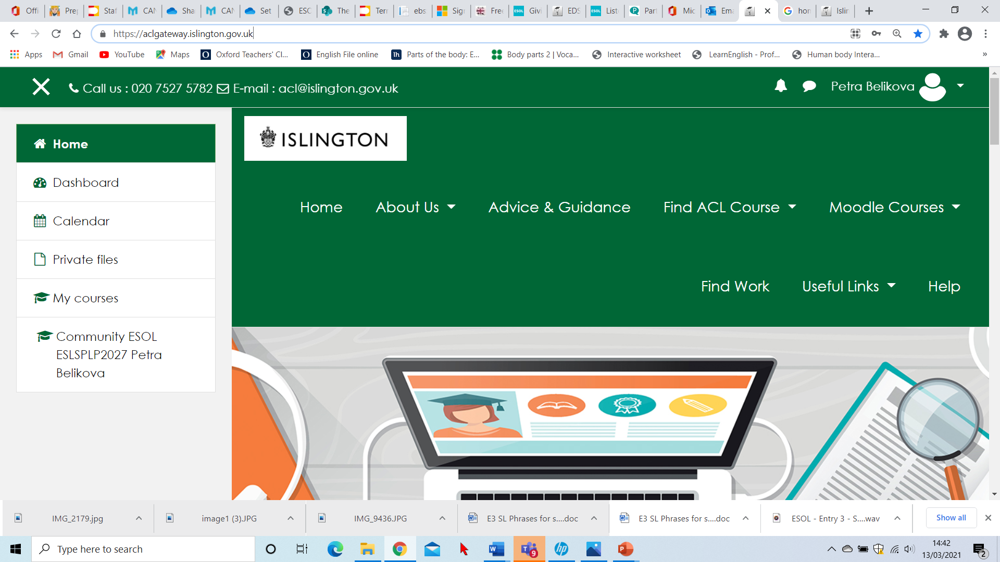 Offi
Prep
Staf
CAN
Sha
CAN
Set
ESC
The
Terr
ebs
Sign
Free
Givi
EDS
List
Part
Mic
Ema
hon
Islin
https://aclgateway.islington.gov.uk
Apps
Gmail
YouTube
Maps
Oxford Teachers' Cl...
English File online
Parts of the body: E...
Body parts 2 | Voca...
Interactive worksheet
LearnEnglish - Prof...
Human body Intera...
»
Call us : 020 7527 5782 E-mail : acl@islington.gov.uk
Petra Belikova
Home
Dashboard
Calendar
Private files
My courses
Community ESOL
ESLSPLP2027 Petra
Belikova
ISLINGTON
Home
About Us
Advice & Guidance
Find ACL Course
Moodle Courses
Find Work
Useful Links
Help
IMG_2179.jpg
image1 (3).JPG
IMG_9436.JPG
E3 SL Phrases for s....doc
E3 SL Phrases for s....doc
ESOL - Entry 3 - S....wav
Show all
Type here to search
9
14:42
13/03/2021
2